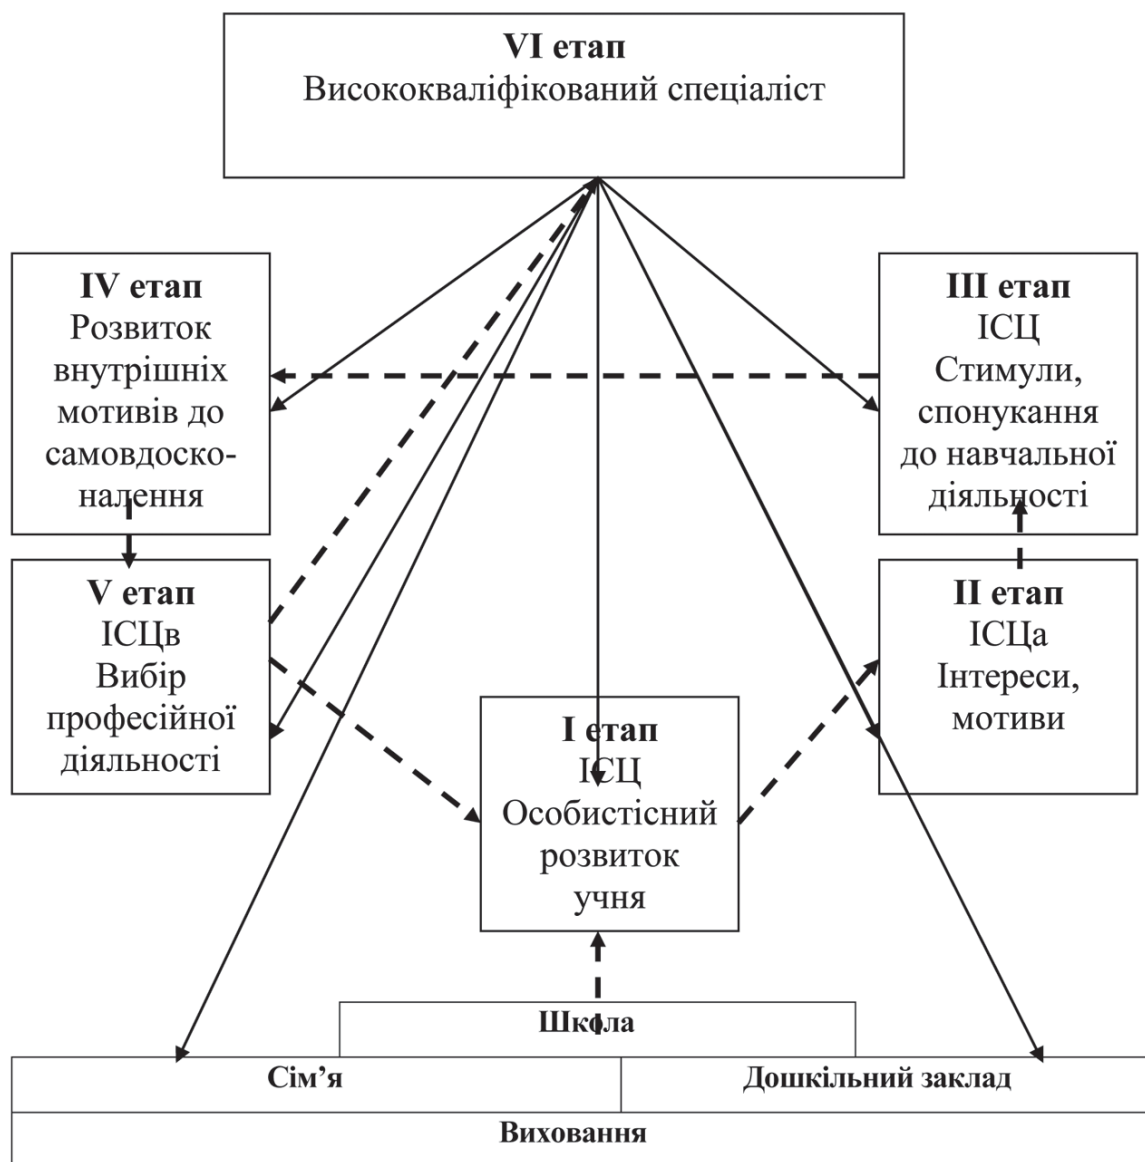 VI етап
Висококваліфікований спеціаліст
IV етап
Розвиток
внутрішніх
мотивів до
самовдоско-
налення
III етап
ІСЦ
Стимули,
спонукання
до навчальної
діяльності
V етап
ІСЦв
Вибір
професійної
діяльності
II етап
ІСЦа
Інтереси,
мотиви
I етап
ІСЦ
Особистісний
розвиток
учня
Школа
Сім’я
Дошкільний заклад
Виховання